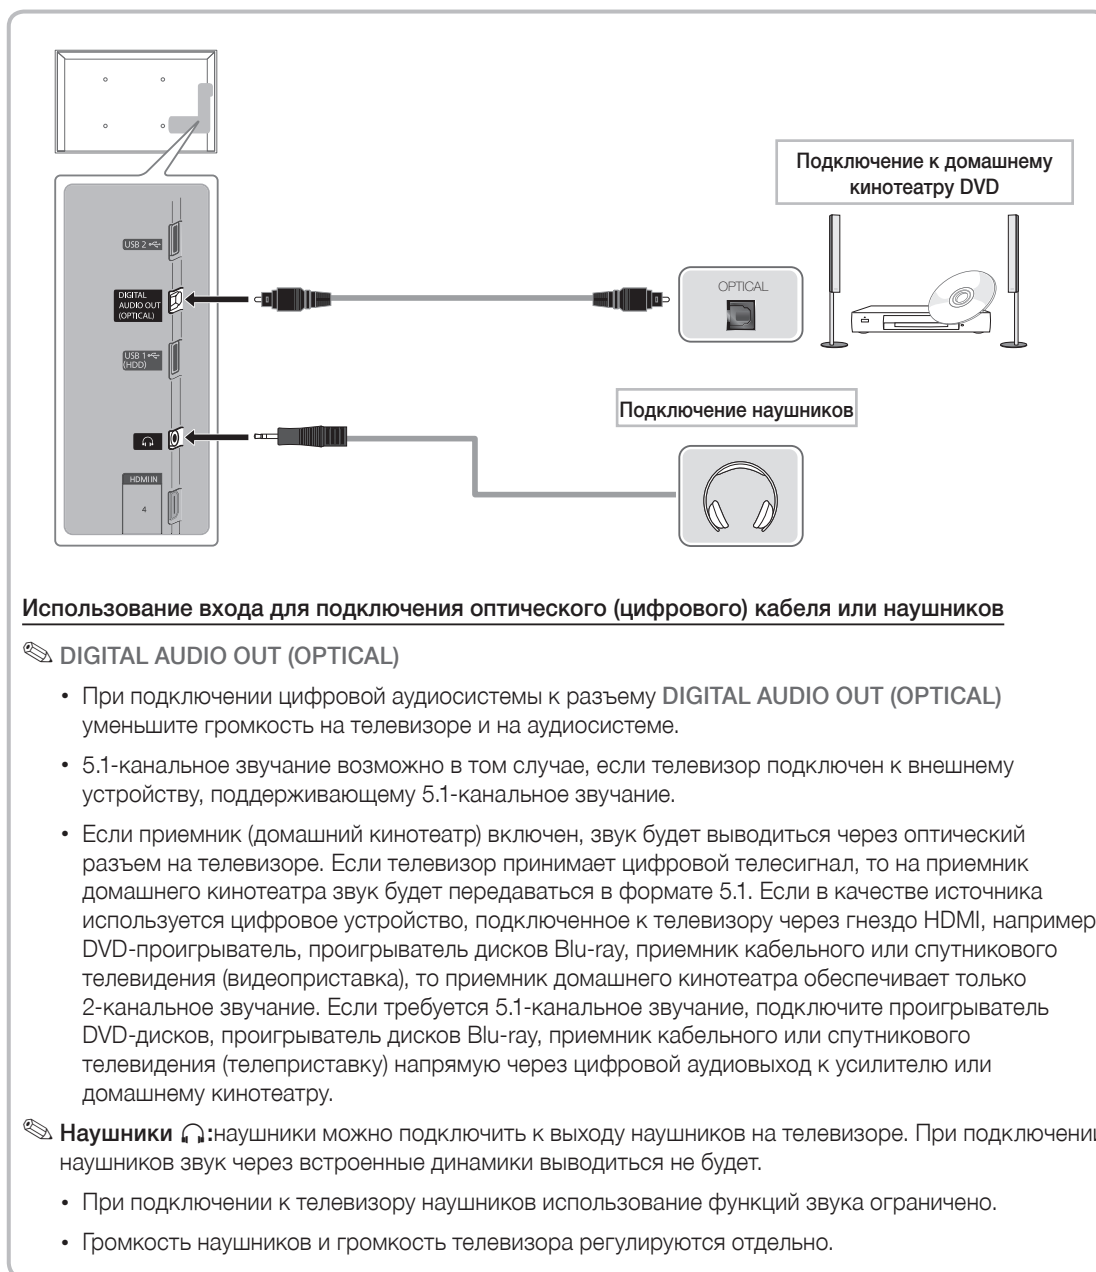 Подключение к домашнему
кинотеатру DVD
USB 2
DIGITAL
AUDIO OUT
(OPTICAL)
OPTICAL
USB 1
(HDD)
Подключение наушников
HDMI IN
4
Использование входа для подключения оптического (цифрового) кабеля или наушников
DIGITAL AUDIO OUT (OPTICAL)
• При подключении цифровой аудиосистемы к разъему DIGITAL AUDIO OUT (OPTICAL)
уменьшите громкость на телевизоре и на аудиосистеме.
• 5.1-канальное звучание возможно в том случае, если телевизор подключен к внешнему
устройству, поддерживающему 5.1-канальное звучание.
• Если приемник (домашний кинотеатр) включен, звук будет выводиться через оптический
разъем на телевизоре. Если телевизор принимает цифровой телесигнал, то на приемник
домашнего кинотеатра звук будет передаваться в формате 5.1. Если в качестве источника
используется цифровое устройство, подключенное к телевизору через гнездо HDMI, например
DVD-проигрыватель, проигрыватель дисков Blu-ray, приемник кабельного или спутникового
телевидения (видеоприставка), то приемник домашнего кинотеатра обеспечивает только
2-канальное звучание. Если требуется 5.1-канальное звучание, подключите проигрыватель
DVD-дисков, проигрыватель дисков Blu-ray, приемник кабельного или спутникового
телевидения (телеприставку) напрямую через цифровой аудиовыход к усилителю или
домашнему кинотеатру.
Наушники :наушники можно подключить к выходу наушников на телевизоре. При подключении
наушников звук через встроенные динамики выводиться не будет.
• При подключении к телевизору наушников использование функций звука ограничено.
• Громкость наушников и громкость телевизора регулируются отдельно.